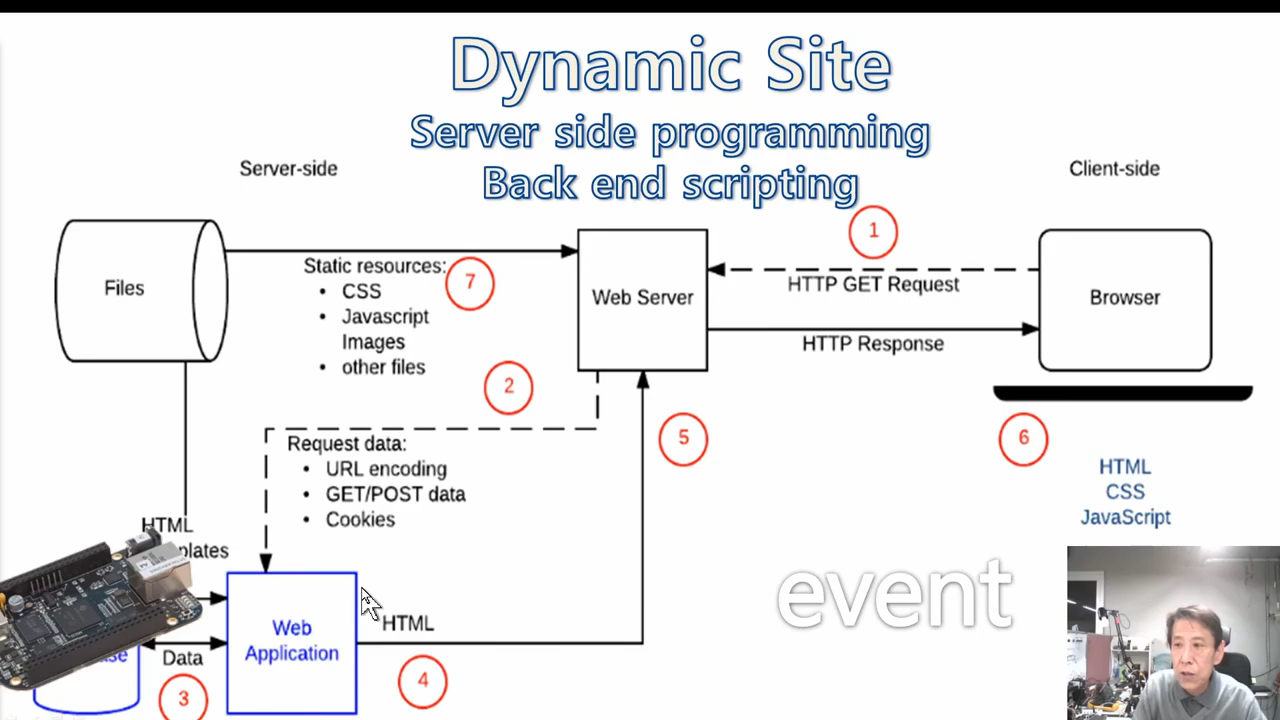 Dynamic Site
Server side programming
Back end scripting
Server-side
Client-side
1
Files
Static resources:
• CSS
• Javascript
Images
• other files
7
Web Server
HTTP GET Request
HTTP Response
Browser
2
Request data:
• URL encoding
• GET/POST data
• Cookies
5
6
HTML
CSS
JavaScript
HTML
event
Web
Application
HTML
Data
3
4